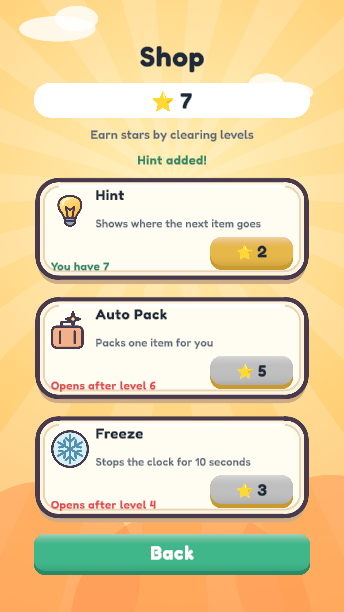 Shop
7
Earn stars by clearing levels
Hint added!
Hint
Shows where the next item goes
2
You have 7
Auto Pack
Packs one item for you
5
Opens after level 6
Freeze
Stops the clock for 10 seconds
3
Opens after level 4
Back